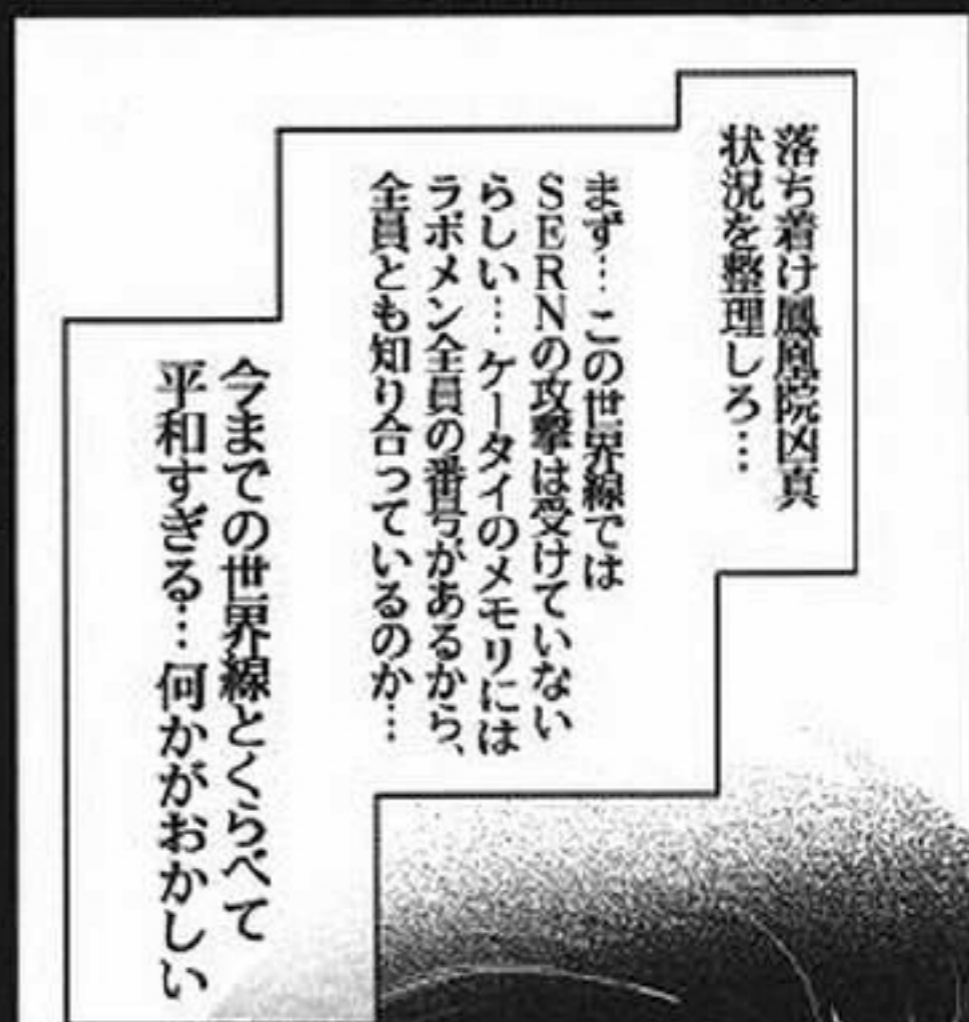 落ち着け鳳凰院凶真
状況を整理しろ…
まず…この世界線では
SERNの攻撃は受けていない
らしい…ケータイのメモリには
ラボメン全員の番号があるから、
全員とも知り合っているのか…
今までの世界線とくらべて
平和すぎる…何かがおかしい